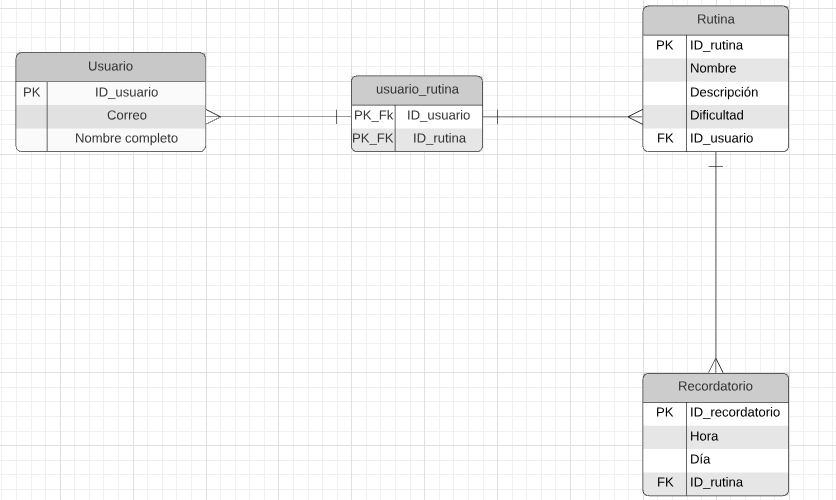 Usuario
PK ID_usuario
Correo
Nombre completo
usuario_rutina
PK_Fk ID_usuario
PK_FK ID_rutina
Rutina
PK ID_rutina
Nombre
Descripción
Dificultad
FK ID_usuario
Recordatorio
PK ID_recordatorio
Hora
Día
FK ID_rutina